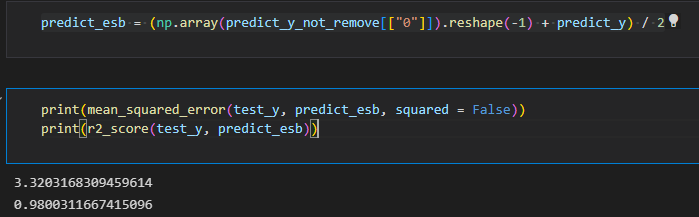 predict_esb = (np.array(predict_y_not_remove[["0"]]).reshape(-1) + predict_y) / 2
print(mean_squared_error(test_y, predict_esb, squared = False))
print(r2_score(test_y, predict_esb))
3.3203168309459614
0.9800311667415096